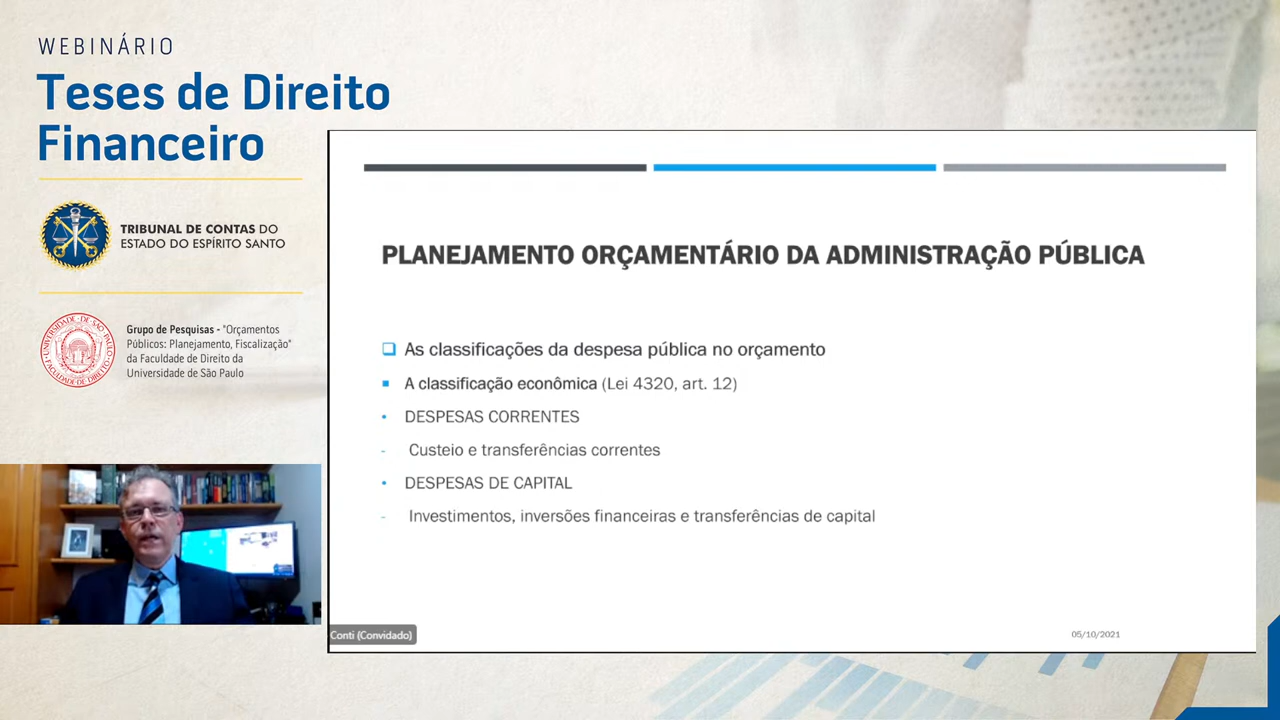 WEBINÁRIO
Teses de Direito
Financeiro
TRIBUNAL DE CONTAS DO
ESTADO DO ESPÍRITO SANTO
Grupo de Pesquisas - "Orçamentos
Públicos: Planejamento, Fiscalização"
da Faculdade de Direito da
Universidade de São Paulo
PLANEJAMENTO ORÇAMENTÁRIO DA ADMINISTRAÇÃO PÚBLICA
As classificações da despesa pública no orçamento
A classificação econômica (Lei 4320, art. 12)
DESPESAS CORRENTES
- Custeio e transferências correntes
DESPESAS DE CAPITAL
- Investimentos, inversões financeiras e transferências de capital
Conti (Convidado)
05/10/2021